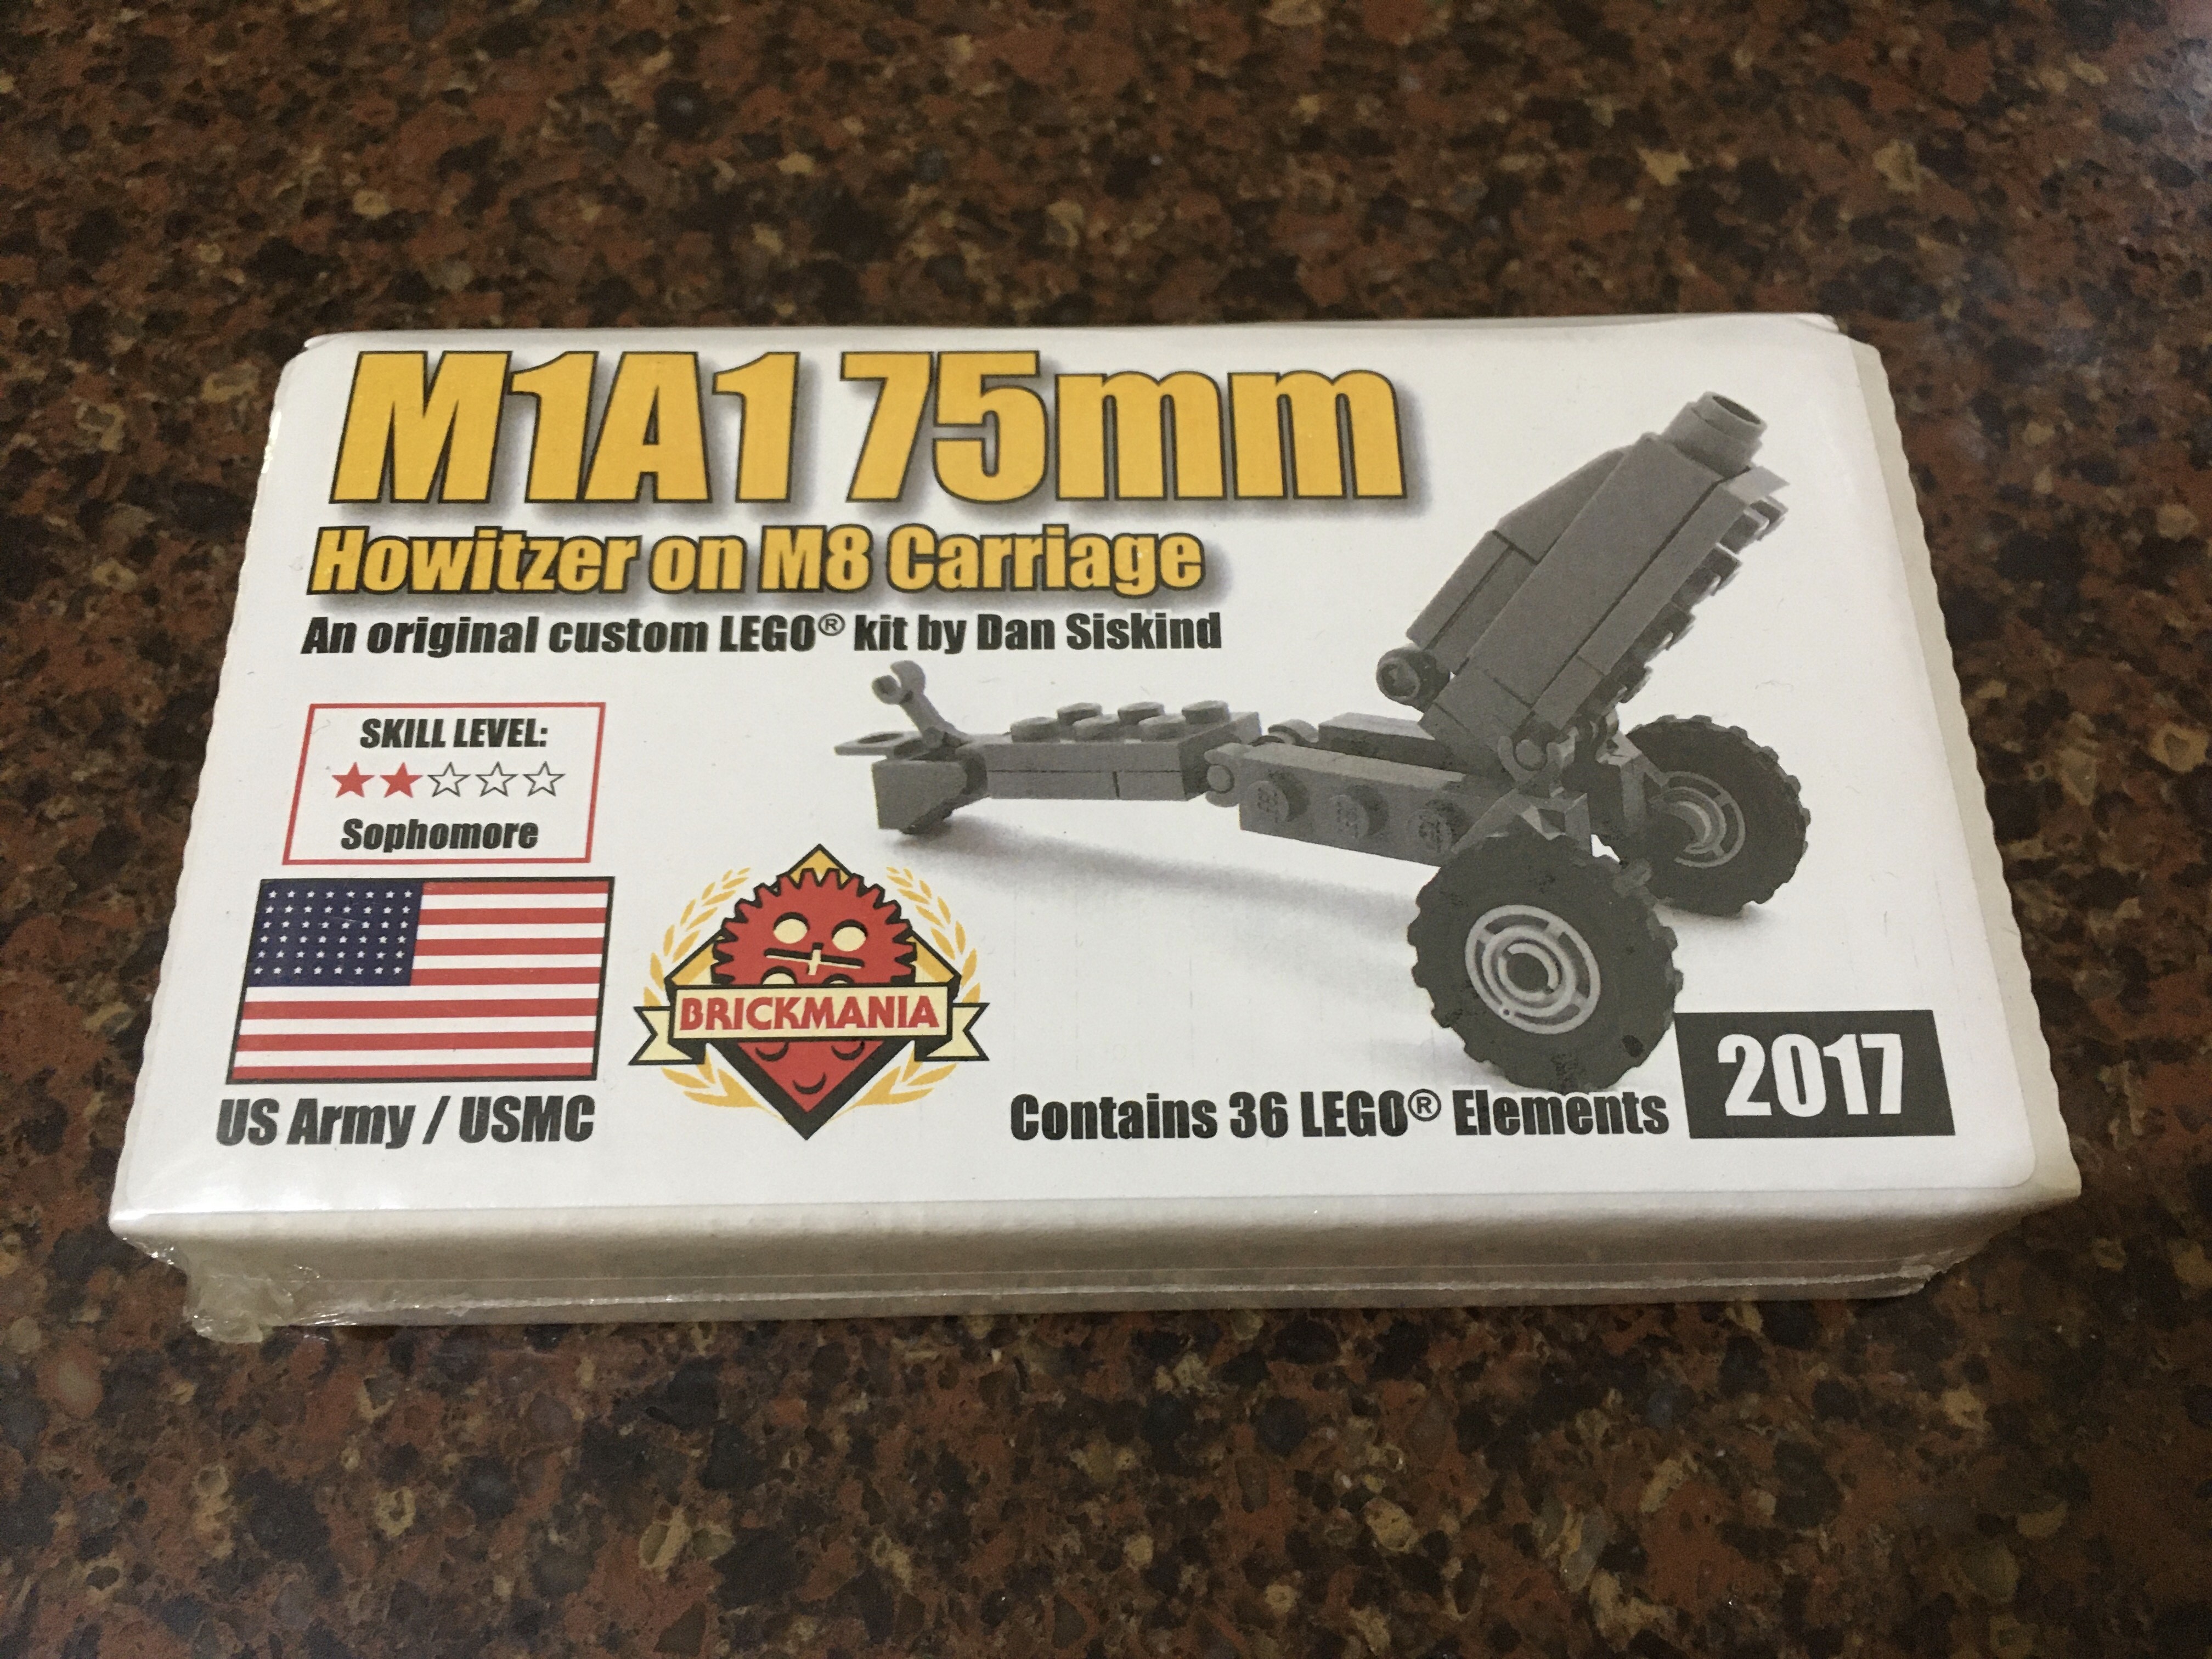 M1A1 75mm
Howitzer on M8 Carriage
An original custom LEGO® kit by Dan Siskind
SKILL LEVEL:
★★☆☆☆
Sophomore
BRICKMANIA
US Army / USMC
Contains 36 LEGO® Elements
2017